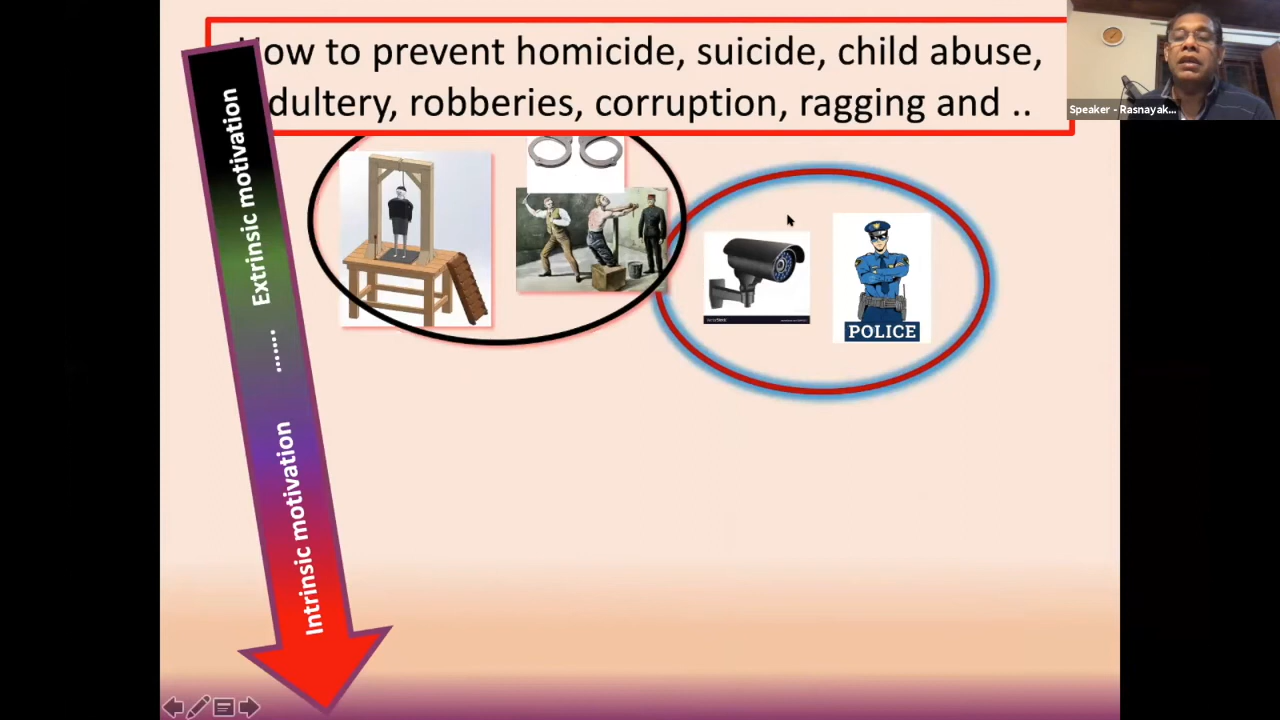 ow to prevent homicide, suicide, child abuse,
dultery, robberies, corruption, ragging and ..
Speaker - Rasnayak...
Extrinsic motivation
.......
Intrinsic motivation
POLICE